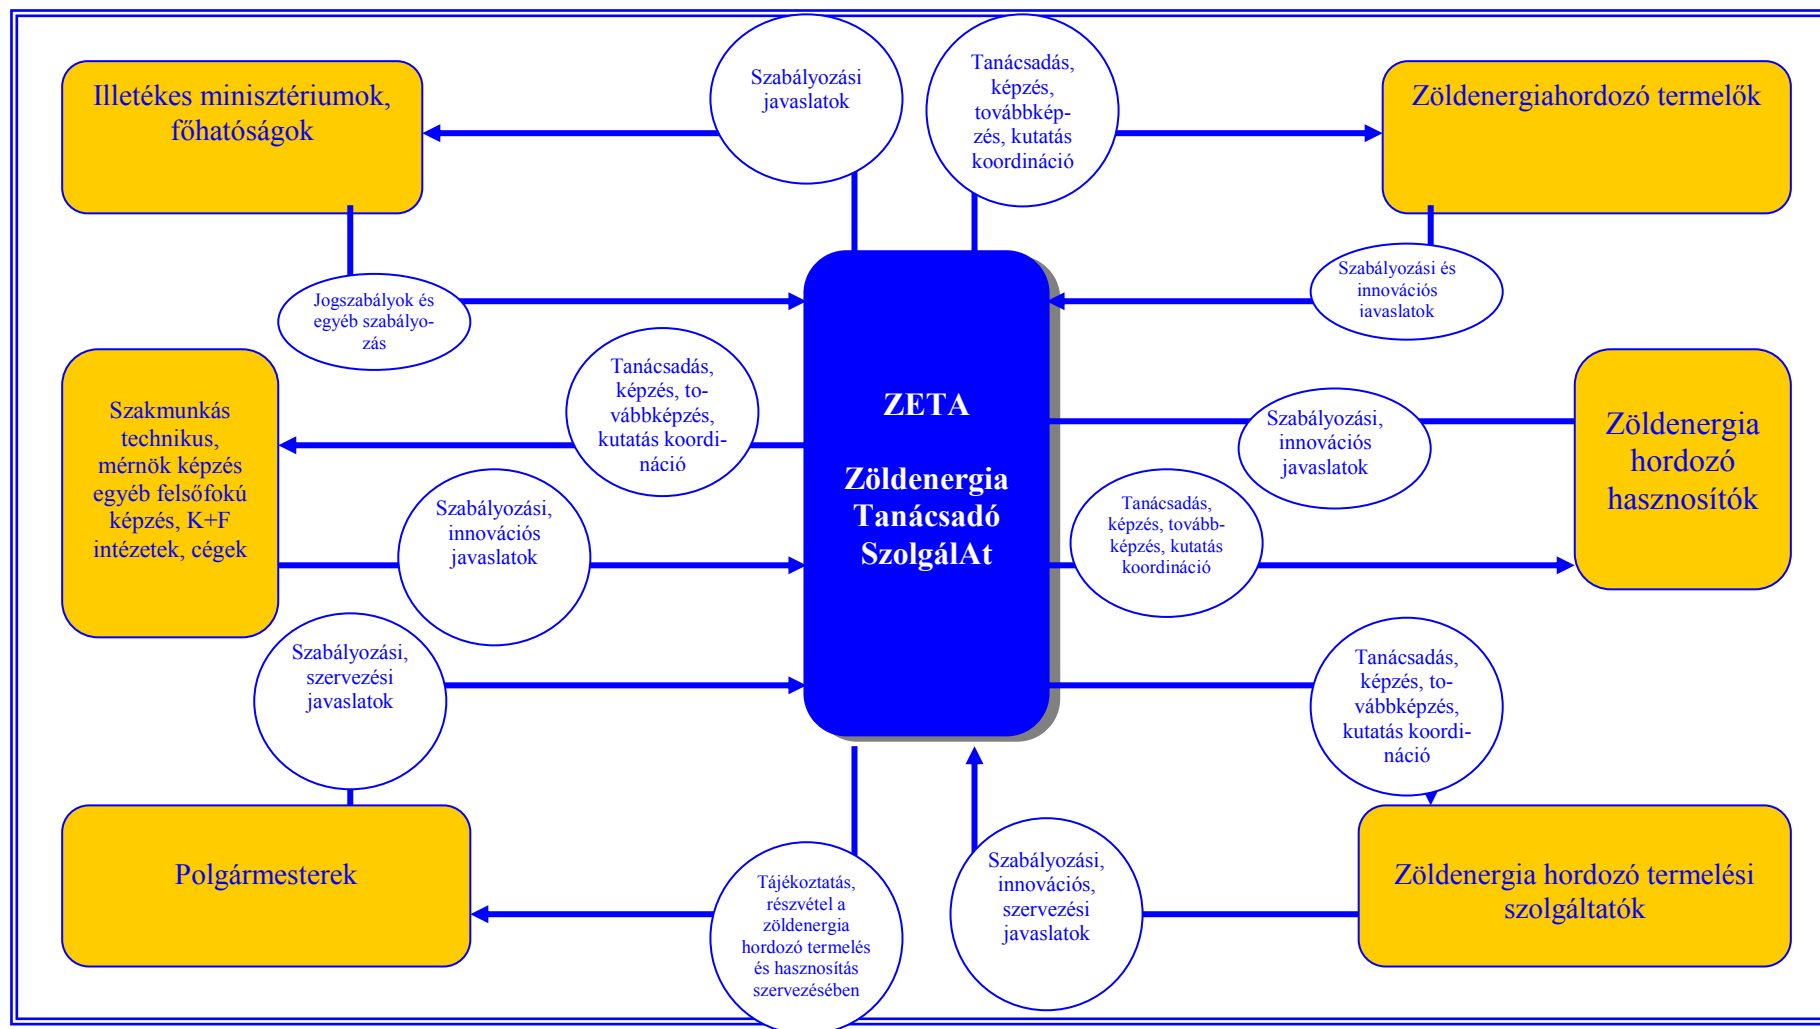 Illetékes minisztériumok,
főhatóságok
Szabályozási
javaslatok
Tanácsadás,
képzés,
továbbkép-
zés, kutatás
koordináció
Zöldenergiahordozó termelők
Jogszabályok és
egyéb szabályo-
zás
Szabályozási és
innovációs
iavaslatok
Szakmunkás
technikus,
mérnök képzés
egyéb felsőfokú
képzés, K+F
intézetek, cégek
Tanácsadás,
képzés, to-
vábbképzés,
kutatás koordi-
náció
Szabályozási,
innovációs
javaslatok
ZETA
Zöldenergia
Tanácsadó
SzolgálAt
Szabályozási,
innovációs
javaslatok
Tanácsadás,
képzés, tovább-
képzés, kutatás
koordináció
Zöldenergia
hordozó
hasznosítók
Szabályozási,
szervezési
javaslatok
Tanácsadás,
képzés, to-
vábbképzés,
kutatás koordi-
náció
Polgármesterek
Tájékoztatás,
részvétel a
zöldenergia
hordozó termelés
és hasznosítás
szervezésében
Szabályozási,
innovációs,
szervezési
javaslatok
Zöldenergia hordozó termelési
szolgáltatók